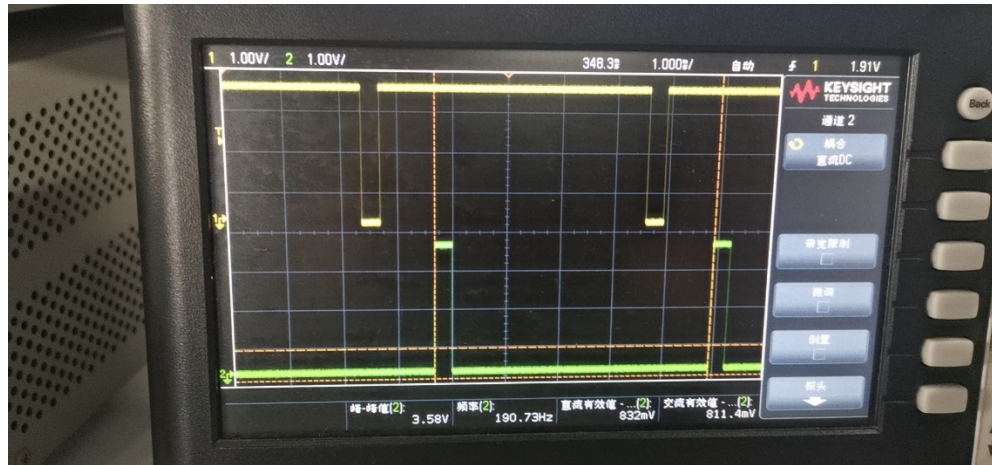 1 1.00V/ 2 1.00V/ 348.3 1.000 自动 1 1.91V
KEYSIGHT
TECHNOLOGIES
Back
通道 2
耦合
直流DC
带宽限制
微调
倒置
探头
T
1
2
峰-峰值(2):
3.58V
频率(2):
190.73Hz
直流有效值 - ...(2):
832mV
交流有效值 - ...(2):
811.4mV